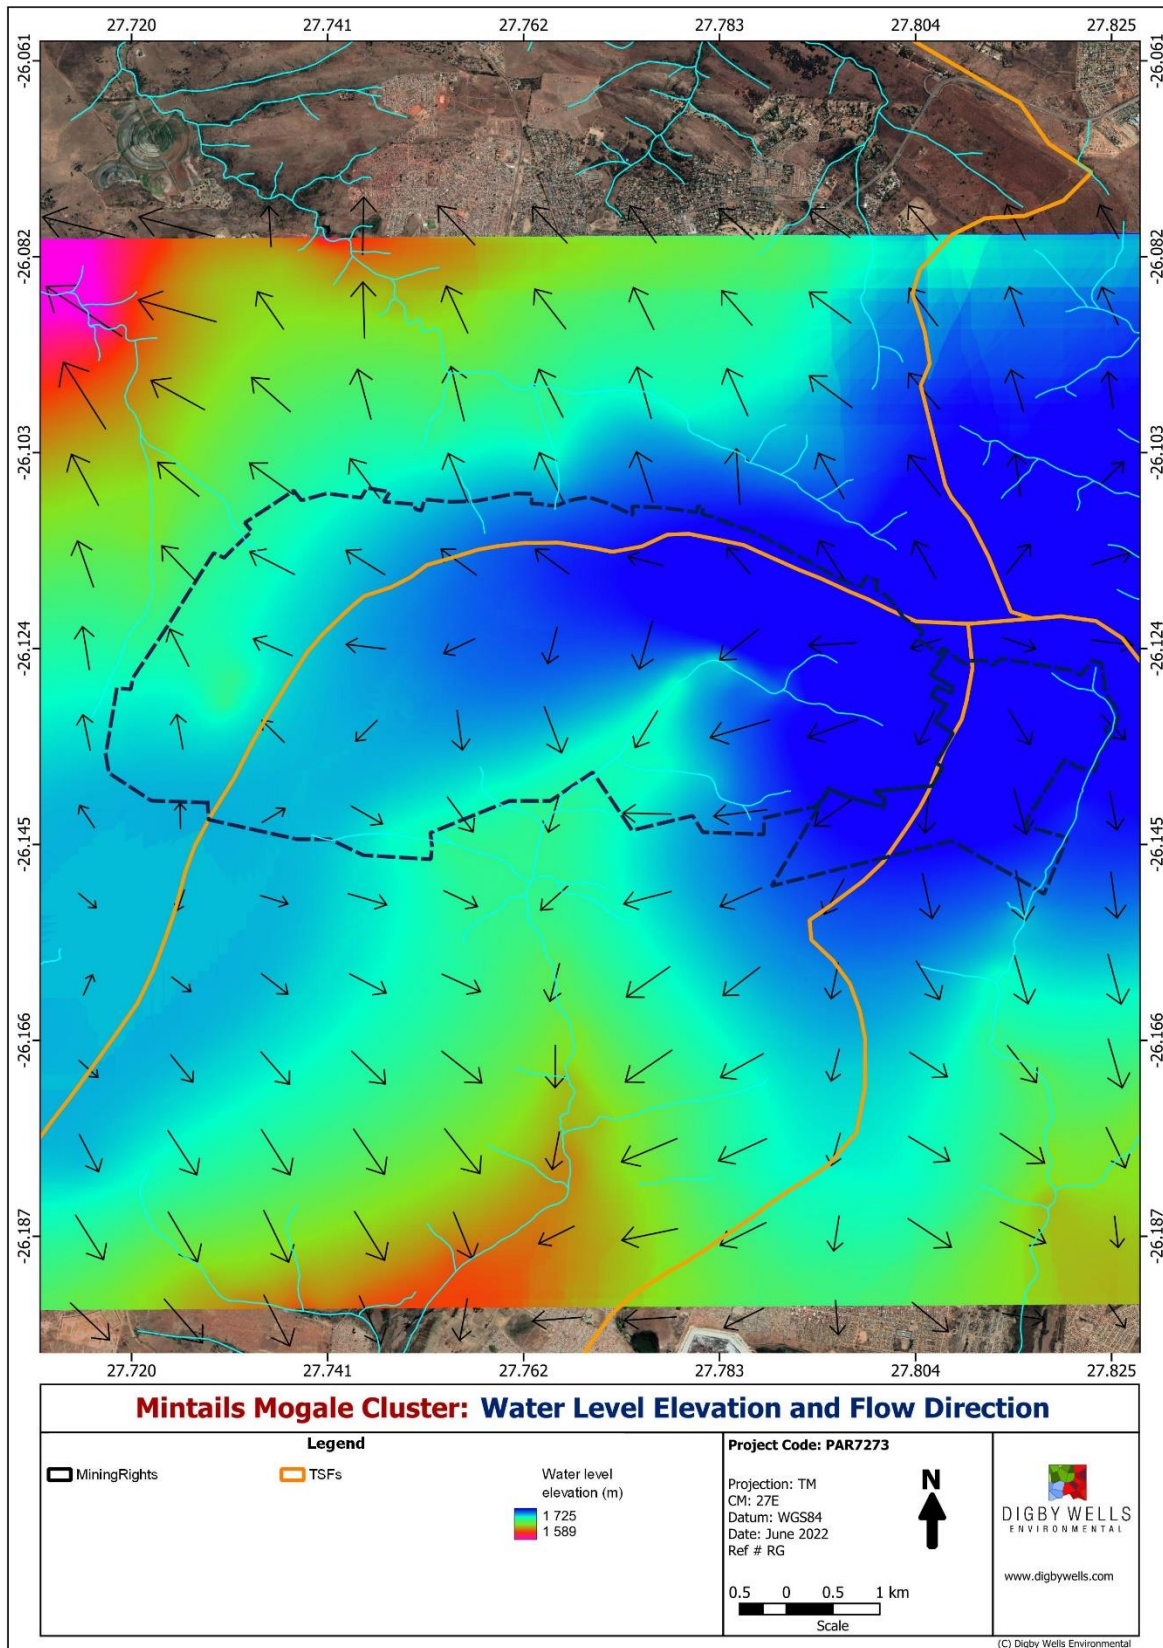 27.720 27.741 27.762 27.783 27.804 27.825
-26.061 -26.061
-26.082 -26.082
-26.103 -26.103
-26.124 -26.124
-26.145 -26.145
-26.166 -26.166
-26.187 -26.187
27.720 27.741 27.762 27.783 27.804 27.825
Mintails Mogale Cluster: Water Level Elevation and Flow Direction
Legend
MiningRights
TSFs
Water level
elevation (m)
1 725
1 589
Project Code: PAR7273
Projection: TM
CM: 27E
Datum: WGS84
Date: June 2022
Ref # RG
N
0.5 0 0.5 1 km
Scale
DIGBY WELLS
ENVIRONMENTAL
www.digbywells.com
(C) Digby Wells Environmental